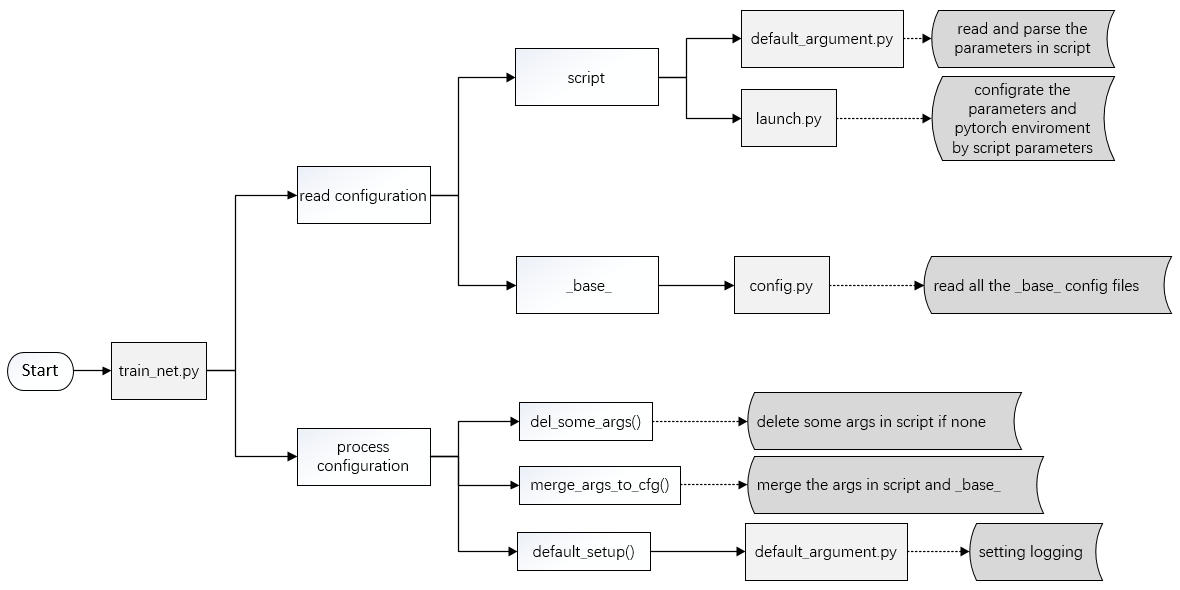 Start
train_net.py
read configuration
script
default_argument.py
read and parse the
parameters in script
launch.py
configrate the
parameters and
pytorch enviroment
by script parameters
_base_
config.py
read all the _base_ config files
process
configuration
del_some_args()
delete some args in script if none
merge_args_to_cfg()
merge the args in script and _base_
default_setup()
default_argument.py
setting logging